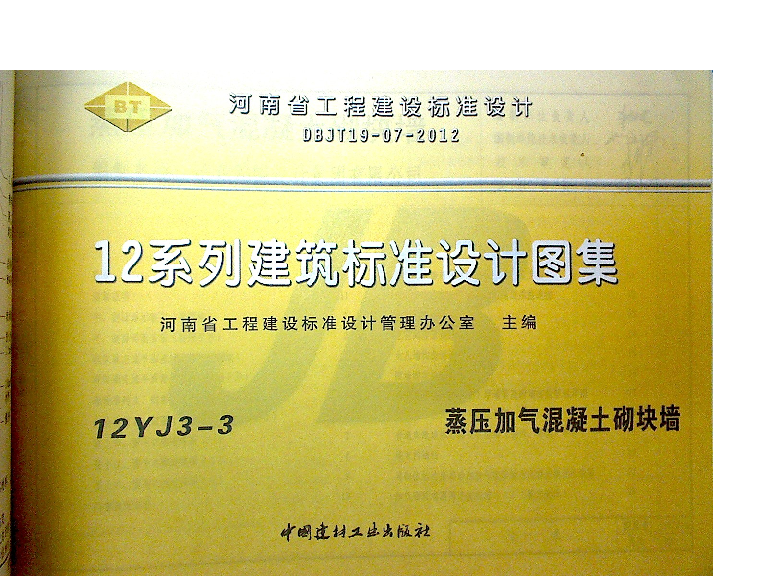 BT
河南省工程建设标准设计
DBJT19-07-2012
12系列建筑标准设计图集
河南省工程建设标准设计管理办公室 主编
12YJ3-3 蒸压加气混凝土砌块墙
中国建材工业出版社